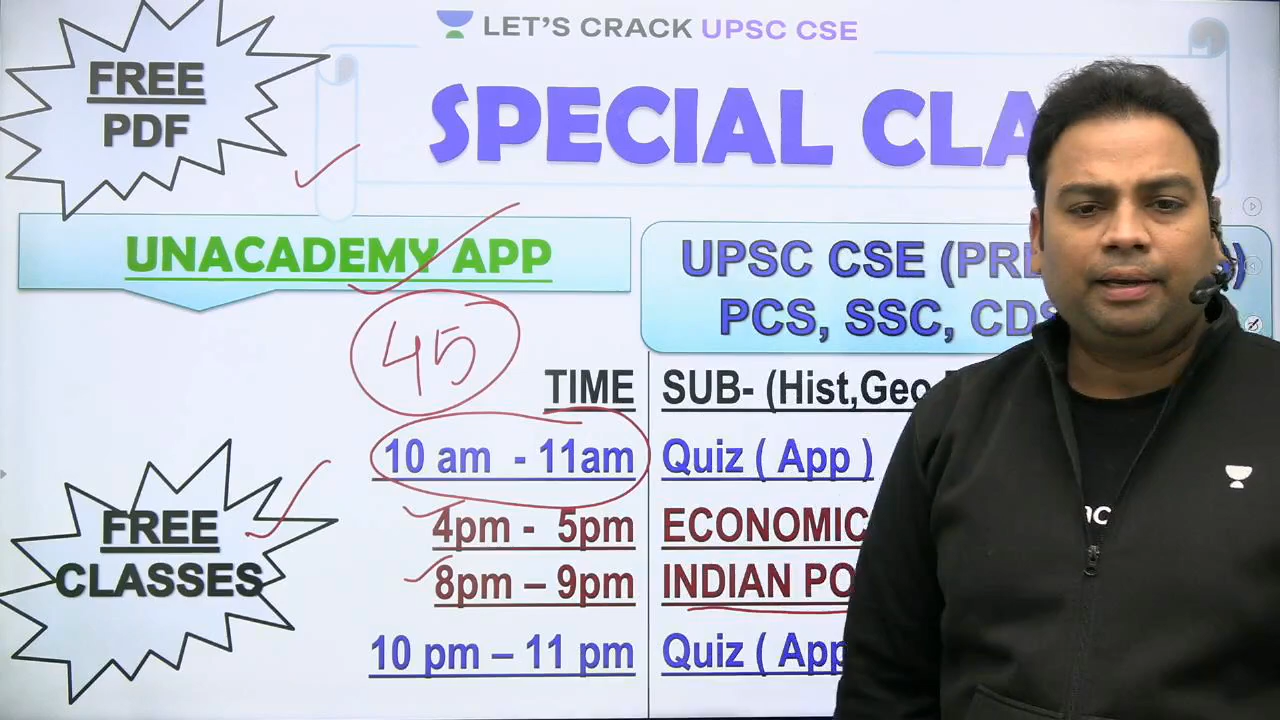 LET'S CRACK UPSC CSE
FREE
PDF
SPECIAL CLA
UNACADEMY APP
UPSC CSE (PRE
PCS, SSC, CDS
45
TIME
SUB- (Hist,Geo
10 am - 11am
Quiz ( App )
4pm - 5pm
ECONOMIC
8pm – 9pm
INDIAN PO
10 pm – 11 pm
Quiz ( App
FREE
CLASSES